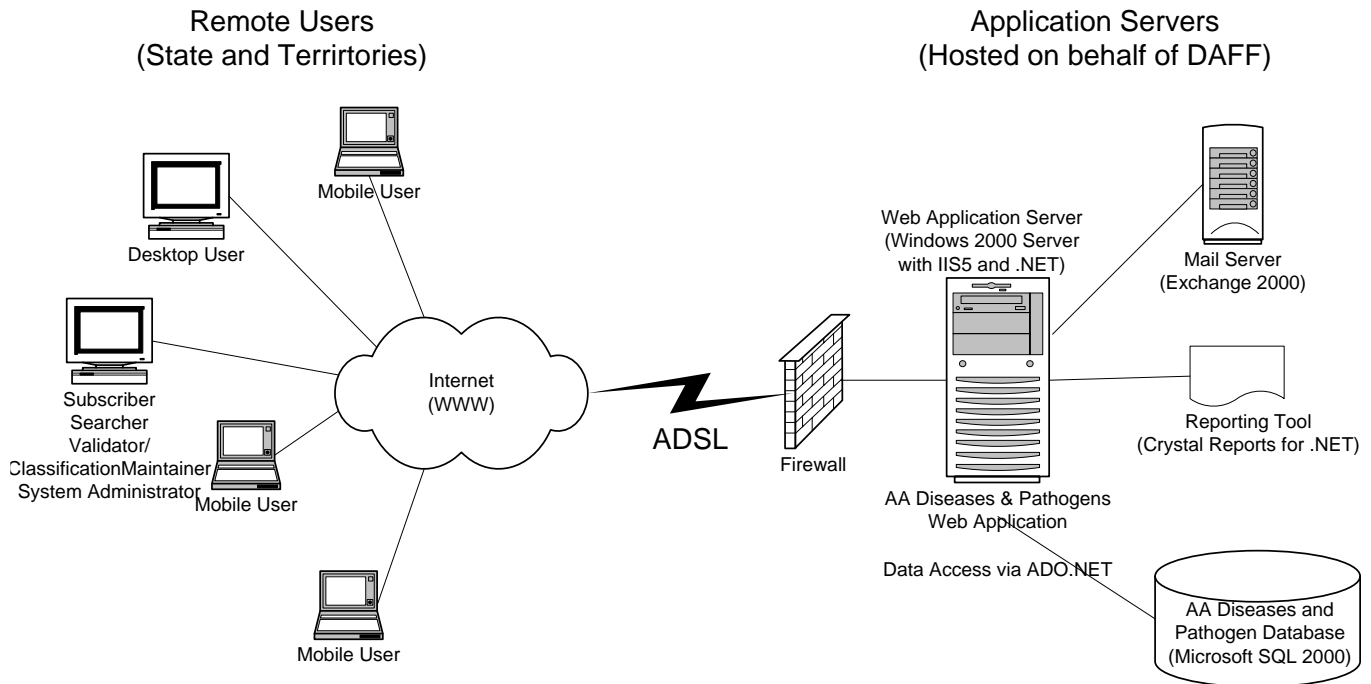 Remote Users
(State and Terrirtories)
Application Servers
(Hosted on behalf of DAFF)
Mobile User
Desktop User
Subscriber
Searcher
Validator/
ClassificationMaintainer
System Administrator
Mobile User
Mobile User
Internet
(WWW)
ADSL
Firewall
Web Application Server
(Windows 2000 Server
with IIS5 and .NET)
AA Diseases & Pathogens
Web Application
Data Access via ADO.NET
Mail Server
(Exchange 2000)
Reporting Tool
(Crystal Reports for .NET)
AA Diseases and
Pathogen Database
(Microsoft SQL 2000)